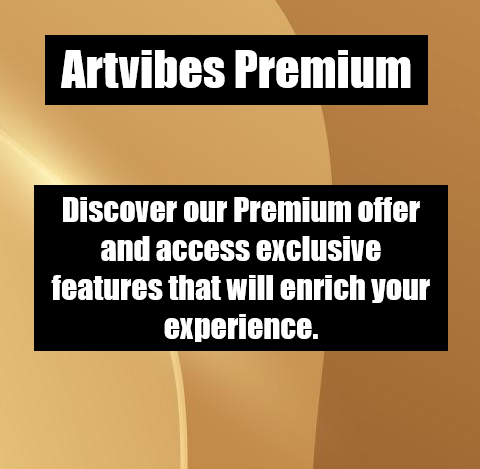 Artvibes Premium
Discover our Premium offer
and access exclusive
features that will enrich your
experience.